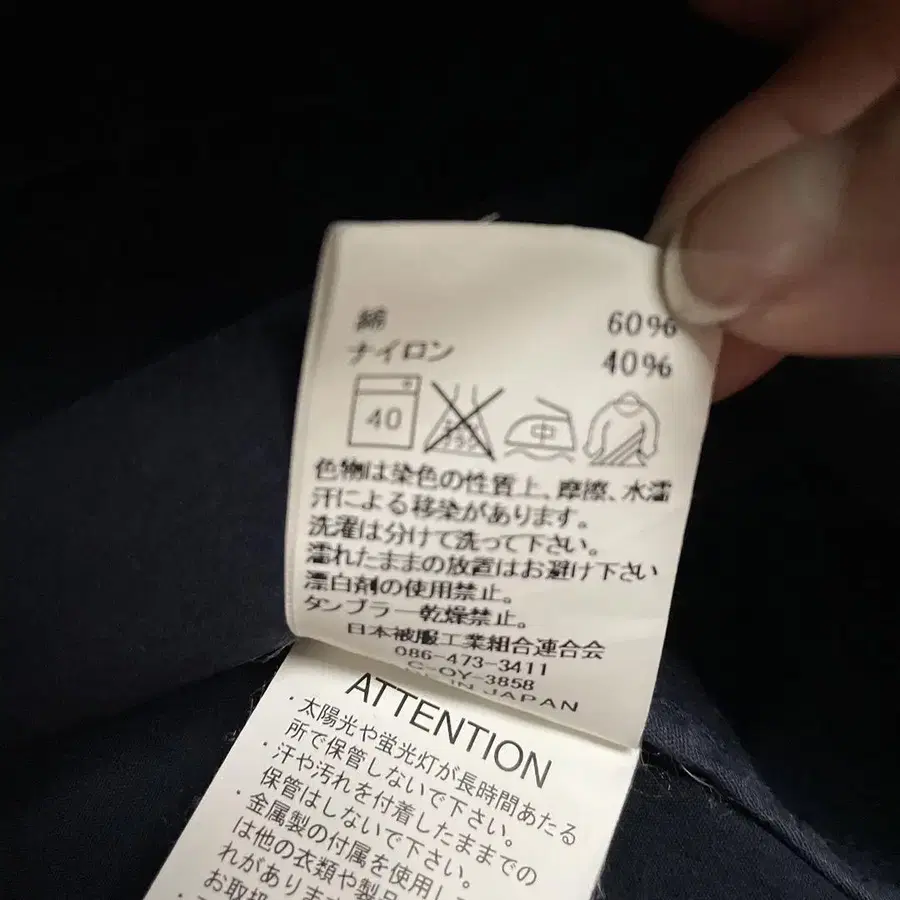 綿 60%
ナイロン 40%
40
中
色物は染色の性質上、摩擦、水濡
汗による移染があります。
洗濯は分けて洗って下さい。
濡れたままの放置はお避け下さい
漂白剤の使用禁止。
タンブラー乾燥禁止。
日本被服工業組合連合会
086-473-3411
C-OY-3858
IN JAPAN
ATTENTION
・太陽光や蛍光灯が長時間あたる
所で保管しないで下さい。
・汗や汚れを付着したままでの
保管はしないで下さい。
・金属製の付属を使用し
は他の衣類や製品
れがありま
お取扱